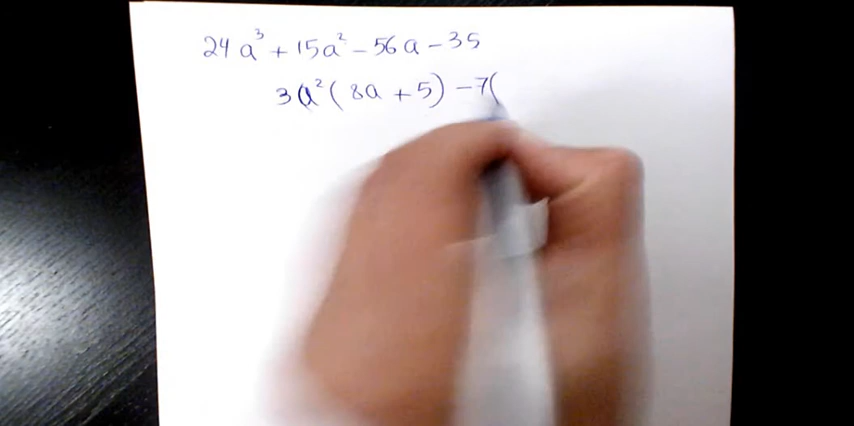 24a³ + 15a² - 56a - 35
3a² (8a + 5) - 7(